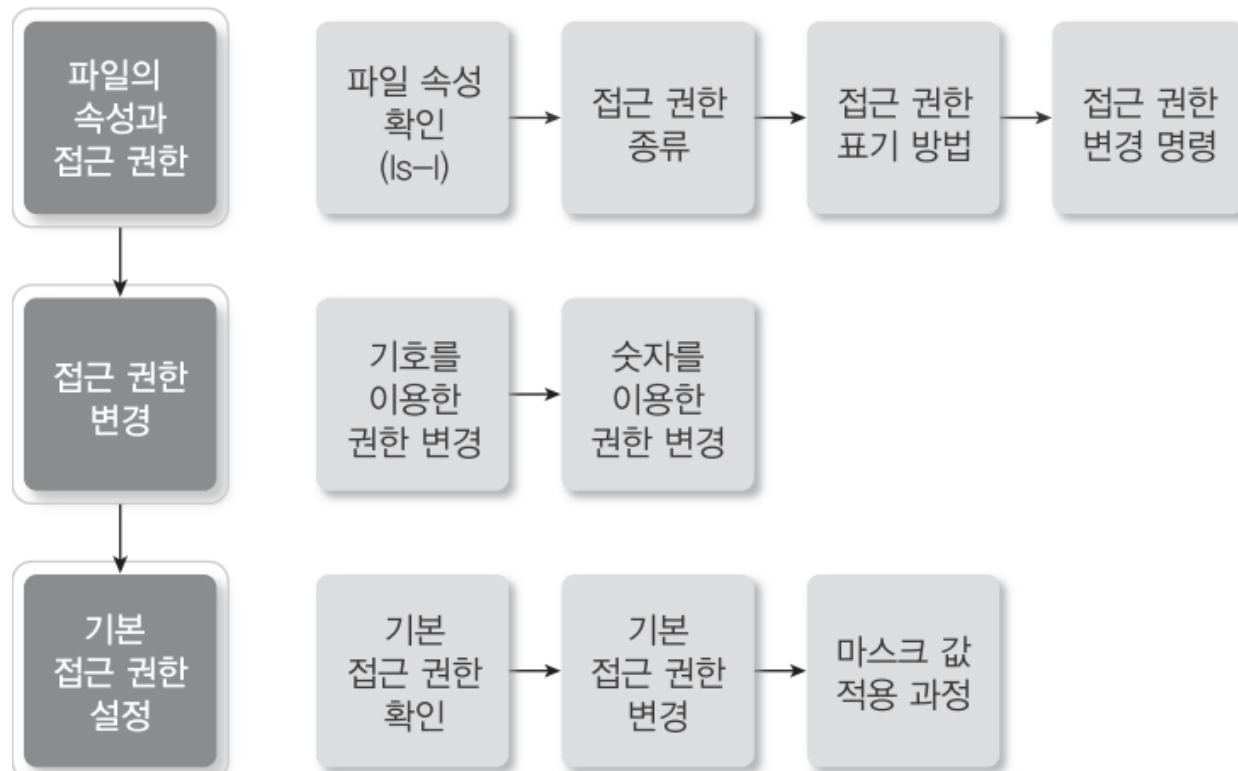 파일의
속성과
접근 권한
파일 속성
확인
(ls-l)
접근 권한
종류
접근 권한
표기 방법
접근 권한
변경 명령
접근 권한
변경
기호를
이용한
권한 변경
숫자를
이용한
권한 변경
기본
접근 권한
설정
기본
접근 권한
확인
기본
접근 권한
변경
마스크 값
적용 과정